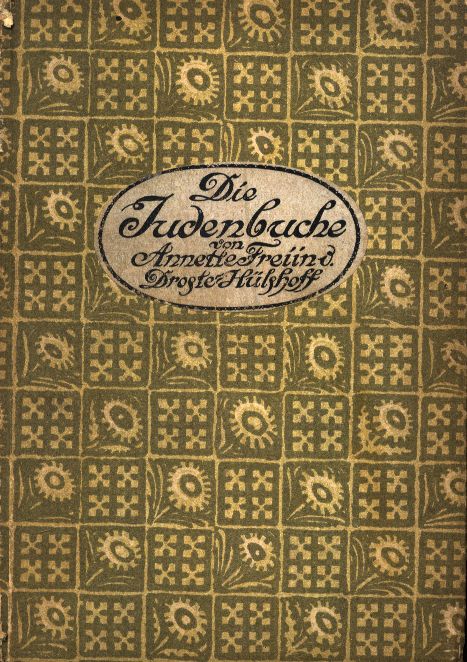 Die
Judenbuche
von
Annette Freiin v.
Droste-Hülshoff